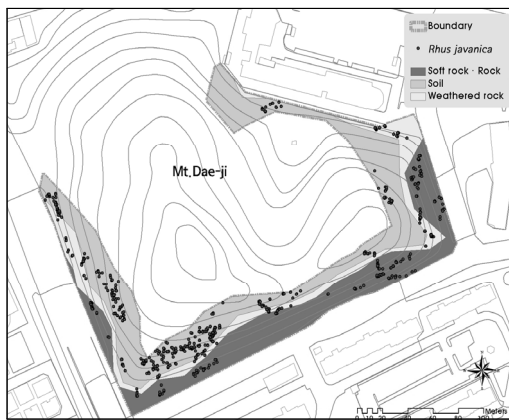 Boundary
Rhus javanica
Soft rock · Rock
Soil
Weathered rock
Mt. Dae-ji
Meters